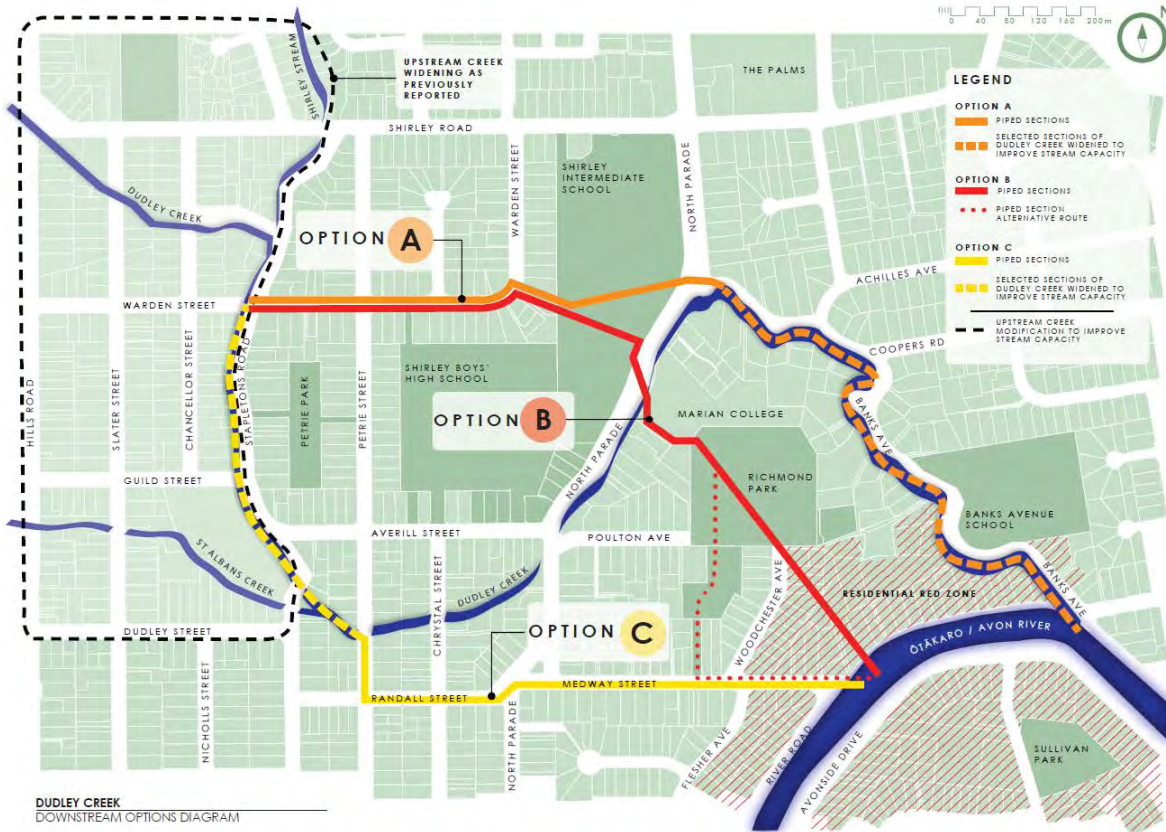 0 40 80 120 160 200m
N
LEGEND
OPTION A
PIPED SECTIONS
SELECTED SECTIONS OF
DUDLEY CREEK WIDENED TO
IMPROVE STREAM CAPACITY
OPTION B
PIPED SECTIONS
PIPED SECTION
ALTERNATIVE ROUTE
OPTION C
PIPED SECTIONS
SELECTED SECTIONS OF
DUDLEY CREEK WIDENED TO
IMPROVE STREAM CAPACITY
UPSTREAM CREEK
MODIFICATION TO IMPROVE
STREAM CAPACITY
SHIRLEY STREAM
UPSTREAM CREEK
WIDENING AS
PREVIOUSLY
REPORTED
THE PALMS
SHIRLEY ROAD
WARDEN STREET
SHIRLEY
INTERMEDIATE
SCHOOL
NORTH PARADE
DUDLEY CREEK
OPTION A
ACHILLES AVE
WARDEN STREET
COOPERS RD
HILLS ROAD
SLATER STREET
CHANCELLOR STREET
STAPLETONS ROAD
PETRIE PARK
PETRIE STREET
SHIRLEY BOYS'
HIGH SCHOOL
OPTION B
MARIAN COLLEGE
BANKS AVE
NORTH PARADE
RICHMOND
PARK
GUILD STREET
BANKS AVENUE
SCHOOL
AVERILL STREET
POULTON AVE
ST ALBANS CREEK
CHRYSTAL STREET
DUDLEY CREEK
WOODCHESTER AVE
BANKS AVE
RESIDENTIAL RED ZONE
DUDLEY STREET
OPTION C
ŌTĀKARO / AVON RIVER
RANDALL STREET
MEDWAY STREET
NICHOLLS STREET
NORTH PARADE
FLESHER AVE
RIVER ROAD
AVONSIDE DRIVE
SULLIVAN
PARK
DUDLEY CREEK
DOWNSTREAM OPTIONS DIAGRAM